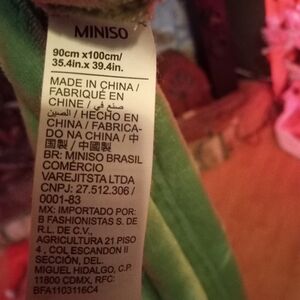 MINISO
90cm x100cm/
35.4in.x 39.4in.
MADE IN CHINA /
FABRIQUÉ EN
CHINE / صنع في
الصين / HECHO EN
CHINA / FABRICA-
DO NA CHINA / 中
国製 / 中國製
BR: MINISO BRASIL
COMÉRCIO
VAREJITSTA LTDA
CNPJ: 27.512.306 /
0001-83
MX: IMPORTADO POR:
B FASHIONISTAS S. DE
R.L. DE C.V.,
AGRICULTURA 21 PISO
4 , COL ESCANDON II
SECCIÓN, DEL.
MIGUEL HIDALGO, C.P.
11800 CDMX, RFC:
BFA1103116C4